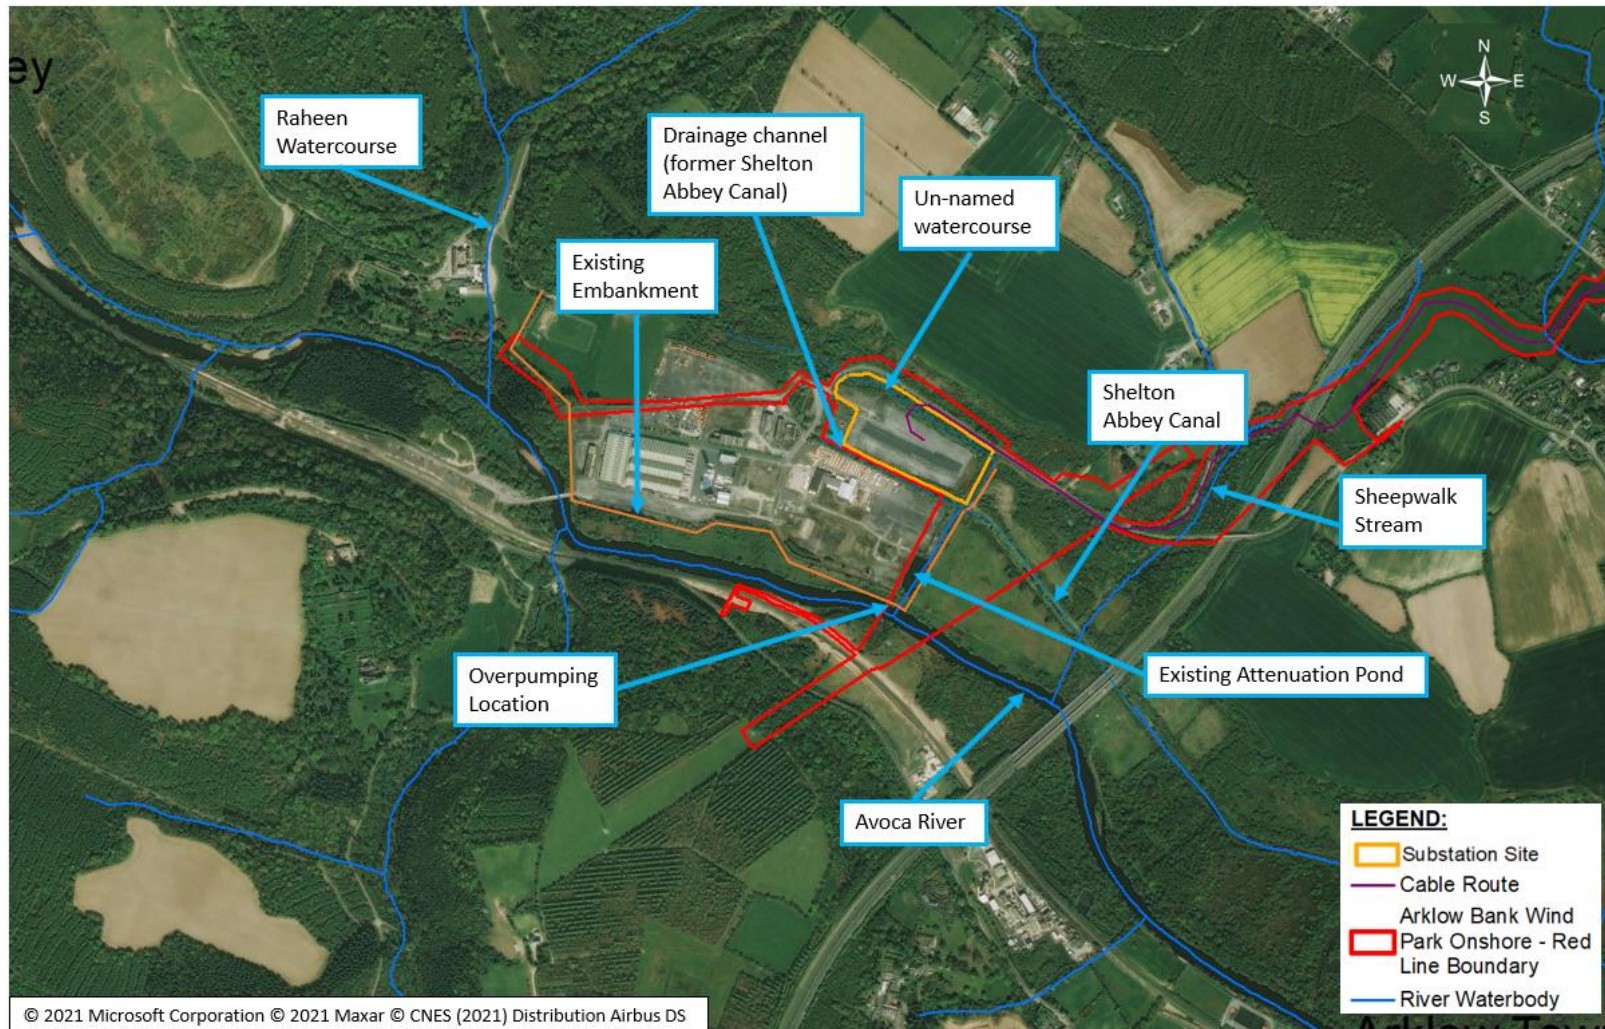 ey
N
W
E
S
Raheen
Watercourse
Drainage channel
(former Shelton
Abbey Canal)
Un-named
watercourse
Existing
Embankment
Shelton
Abbey Canal
Sheepwalk
Stream
Overpumping
Location
Existing Attenuation Pond
Avoca River
LEGEND:
Substation Site
Cable Route
Arklow Bank Wind
Park Onshore - Red
Line Boundary
River Waterbody
© 2021 Microsoft Corporation © 2021 Maxar © CNES (2021) Distribution Airbus DS